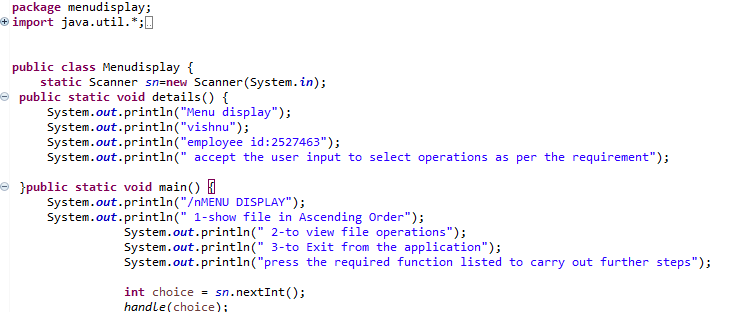 package menudisplay;
import java.util.*;
public class Menudisplay {
static Scanner sn=new Scanner(System.in);
public static void details() {
System.out.println("Menu display");
System.out.println("vishnu");
System.out.println("employee id:2527463");
System.out.println(" accept the user input to select operations as per the requirement");
}public static void main() {
System.out.println("/nMENU DISPLAY");
System.out.println(" 1-show file in Ascending Order");
System.out.println(" 2-to view file operations");
System.out.println(" 3-to Exit from the application");
System.out.println("press the required function listed to carry out further steps");
int choice = sn.nextInt();
handle(choice);